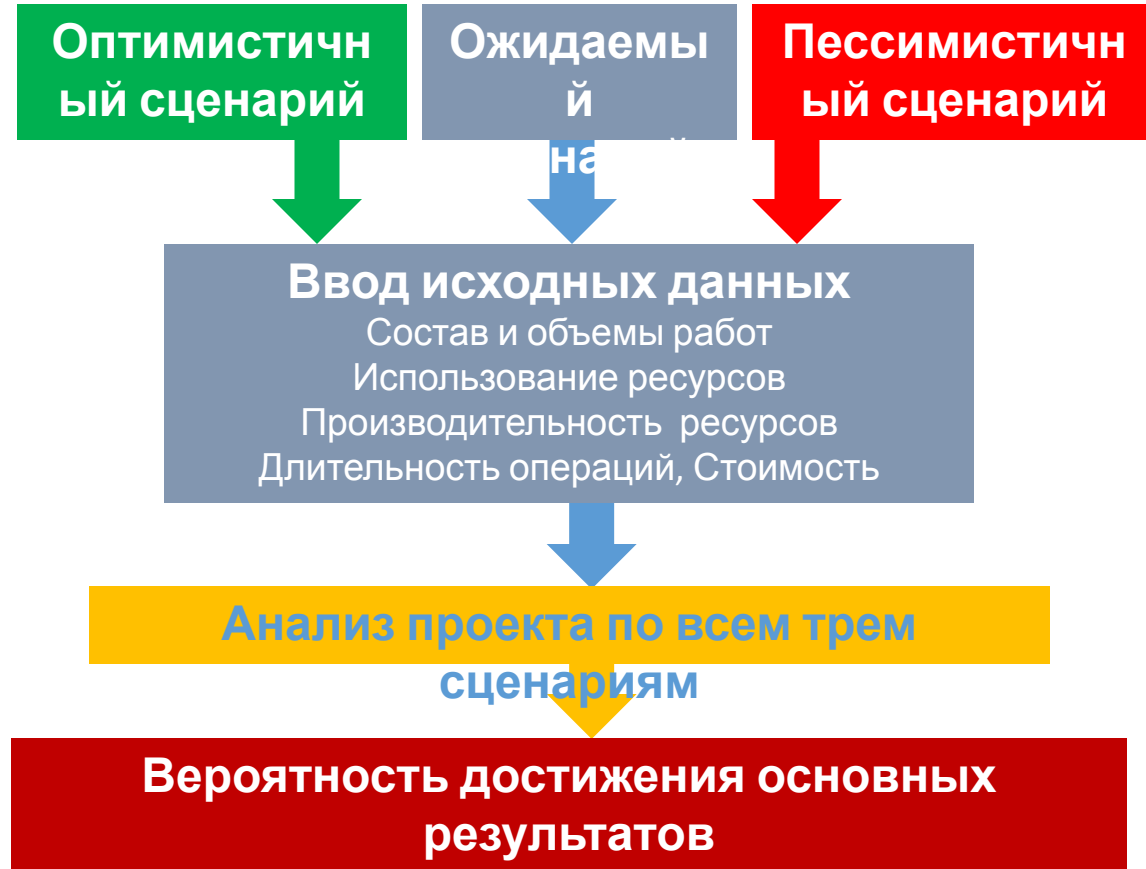 Оптимистичн
ый сценарий
Ожидаемы
й
Пессимистичн
ый сценарий
Ввод исходных данных
Состав и объемы работ
Использование ресурсов
Производительность ресурсов
Длительность операций, Стоимость
Анализ проекта по всем трем
сценариям
Вероятность достижения основных
результатов